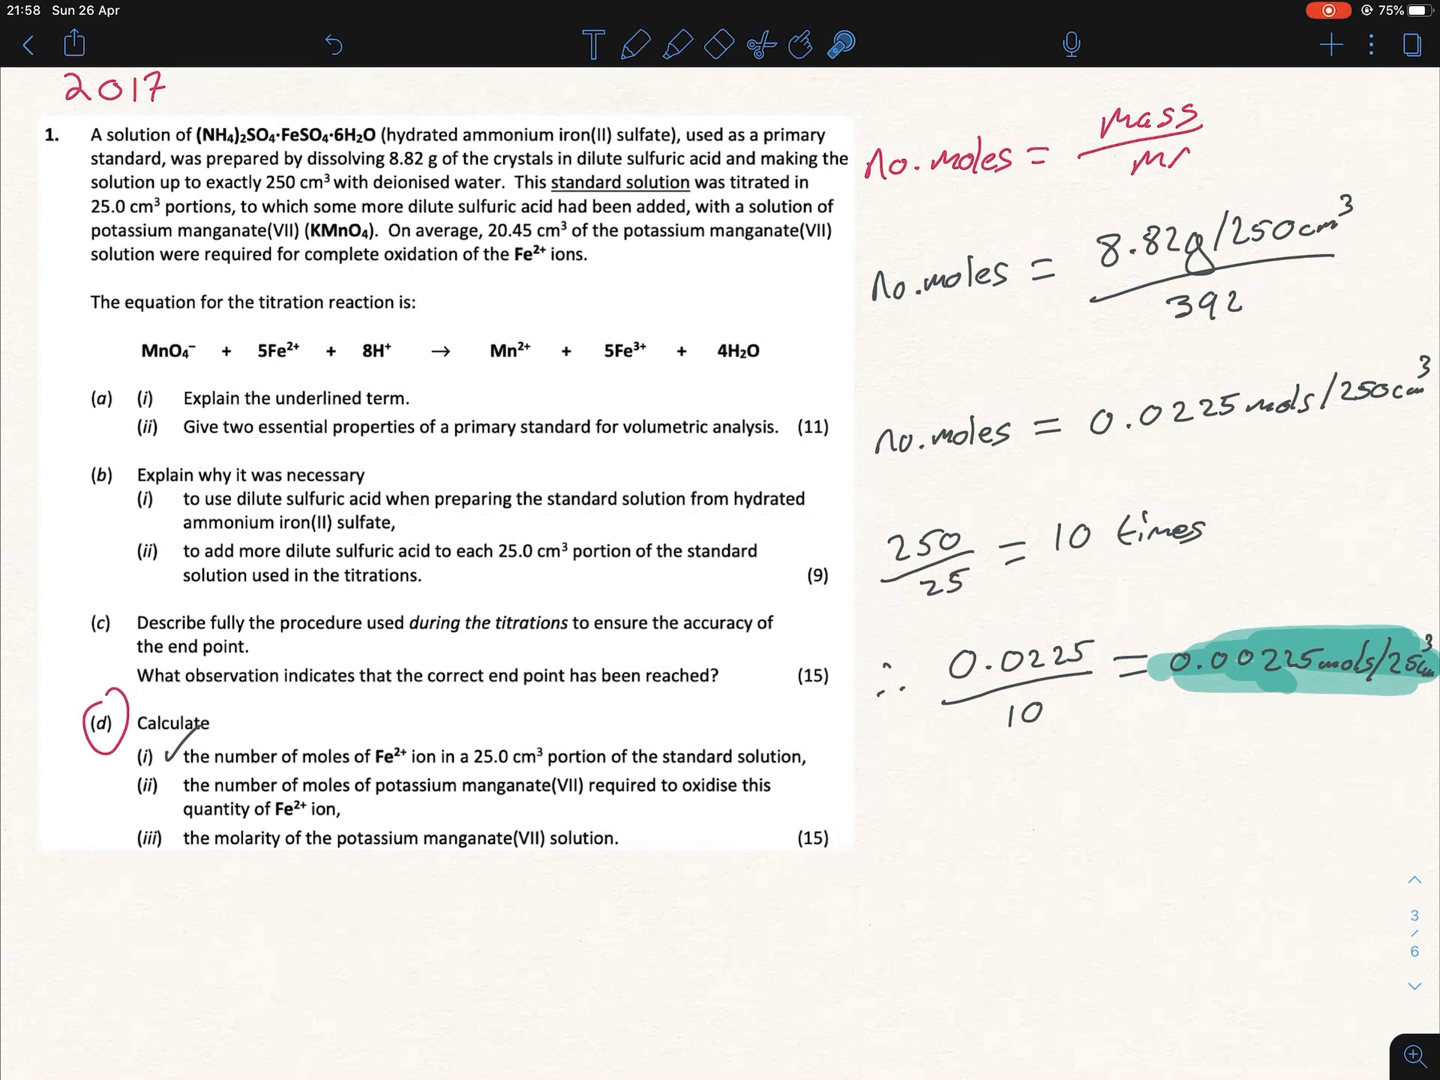 21:58 Sun 26 Apr
75%
2017
1. A solution of (NH₄)₂SO₄·FeSO₄·6H₂O (hydrated ammonium iron(II) sulfate), used as a primary
standard, was prepared by dissolving 8.82 g of the crystals in dilute sulfuric acid and making the
solution up to exactly 250 cm³ with deionised water. This standard solution was titrated in
25.0 cm³ portions, to which some more dilute sulfuric acid had been added, with a solution of
potassium manganate(VII) (KMnO₄). On average, 20.45 cm³ of the potassium manganate(VII)
solution were required for complete oxidation of the Fe²⁺ ions.
The equation for the titration reaction is:
MnO₄⁻ + 5Fe²⁺ + 8H⁺ → Mn²⁺ + 5Fe³⁺ + 4H₂O
(a) (i) Explain the underlined term.
(ii) Give two essential properties of a primary standard for volumetric analysis. (11)
(b) Explain why it was necessary
(i) to use dilute sulfuric acid when preparing the standard solution from hydrated
ammonium iron(II) sulfate,
(ii) to add more dilute sulfuric acid to each 25.0 cm³ portion of the standard
solution used in the titrations. (9)
(c) Describe fully the procedure used during the titrations to ensure the accuracy of
the end point.
What observation indicates that the correct end point has been reached? (15)
(d) Calculate
(i) ✓ the number of moles of Fe²⁺ ion in a 25.0 cm³ portion of the standard solution,
(ii) the number of moles of potassium manganate(VII) required to oxidise this
quantity of Fe²⁺ ion,
(iii) the molarity of the potassium manganate(VII) solution. (15)
no. moles = mass
Mr
no. moles = 8.82g/250cm³
392
no. moles = 0.0225 mols/250cm³
250
25
= 10 times
∴ 0.0225
10
= 0.00225mols/25cm³
3
/
6